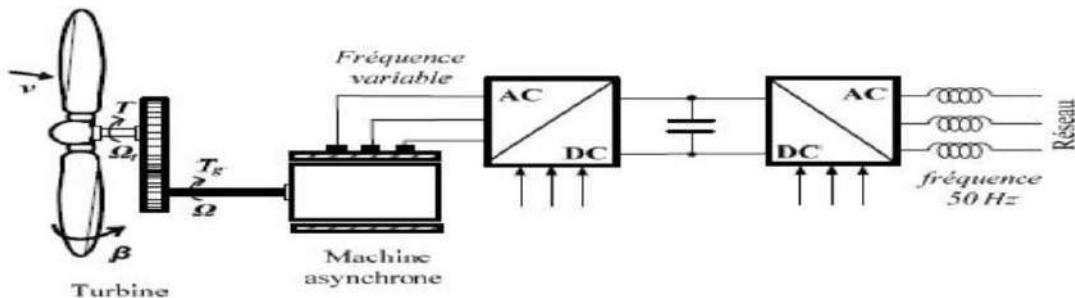 Fréquence
variable
AC
DC
AC
DC
Réseau
fréquence
50 Hz
v
T
Ωt
Tg
Ω
β
Machine
asynchrone
Turbine